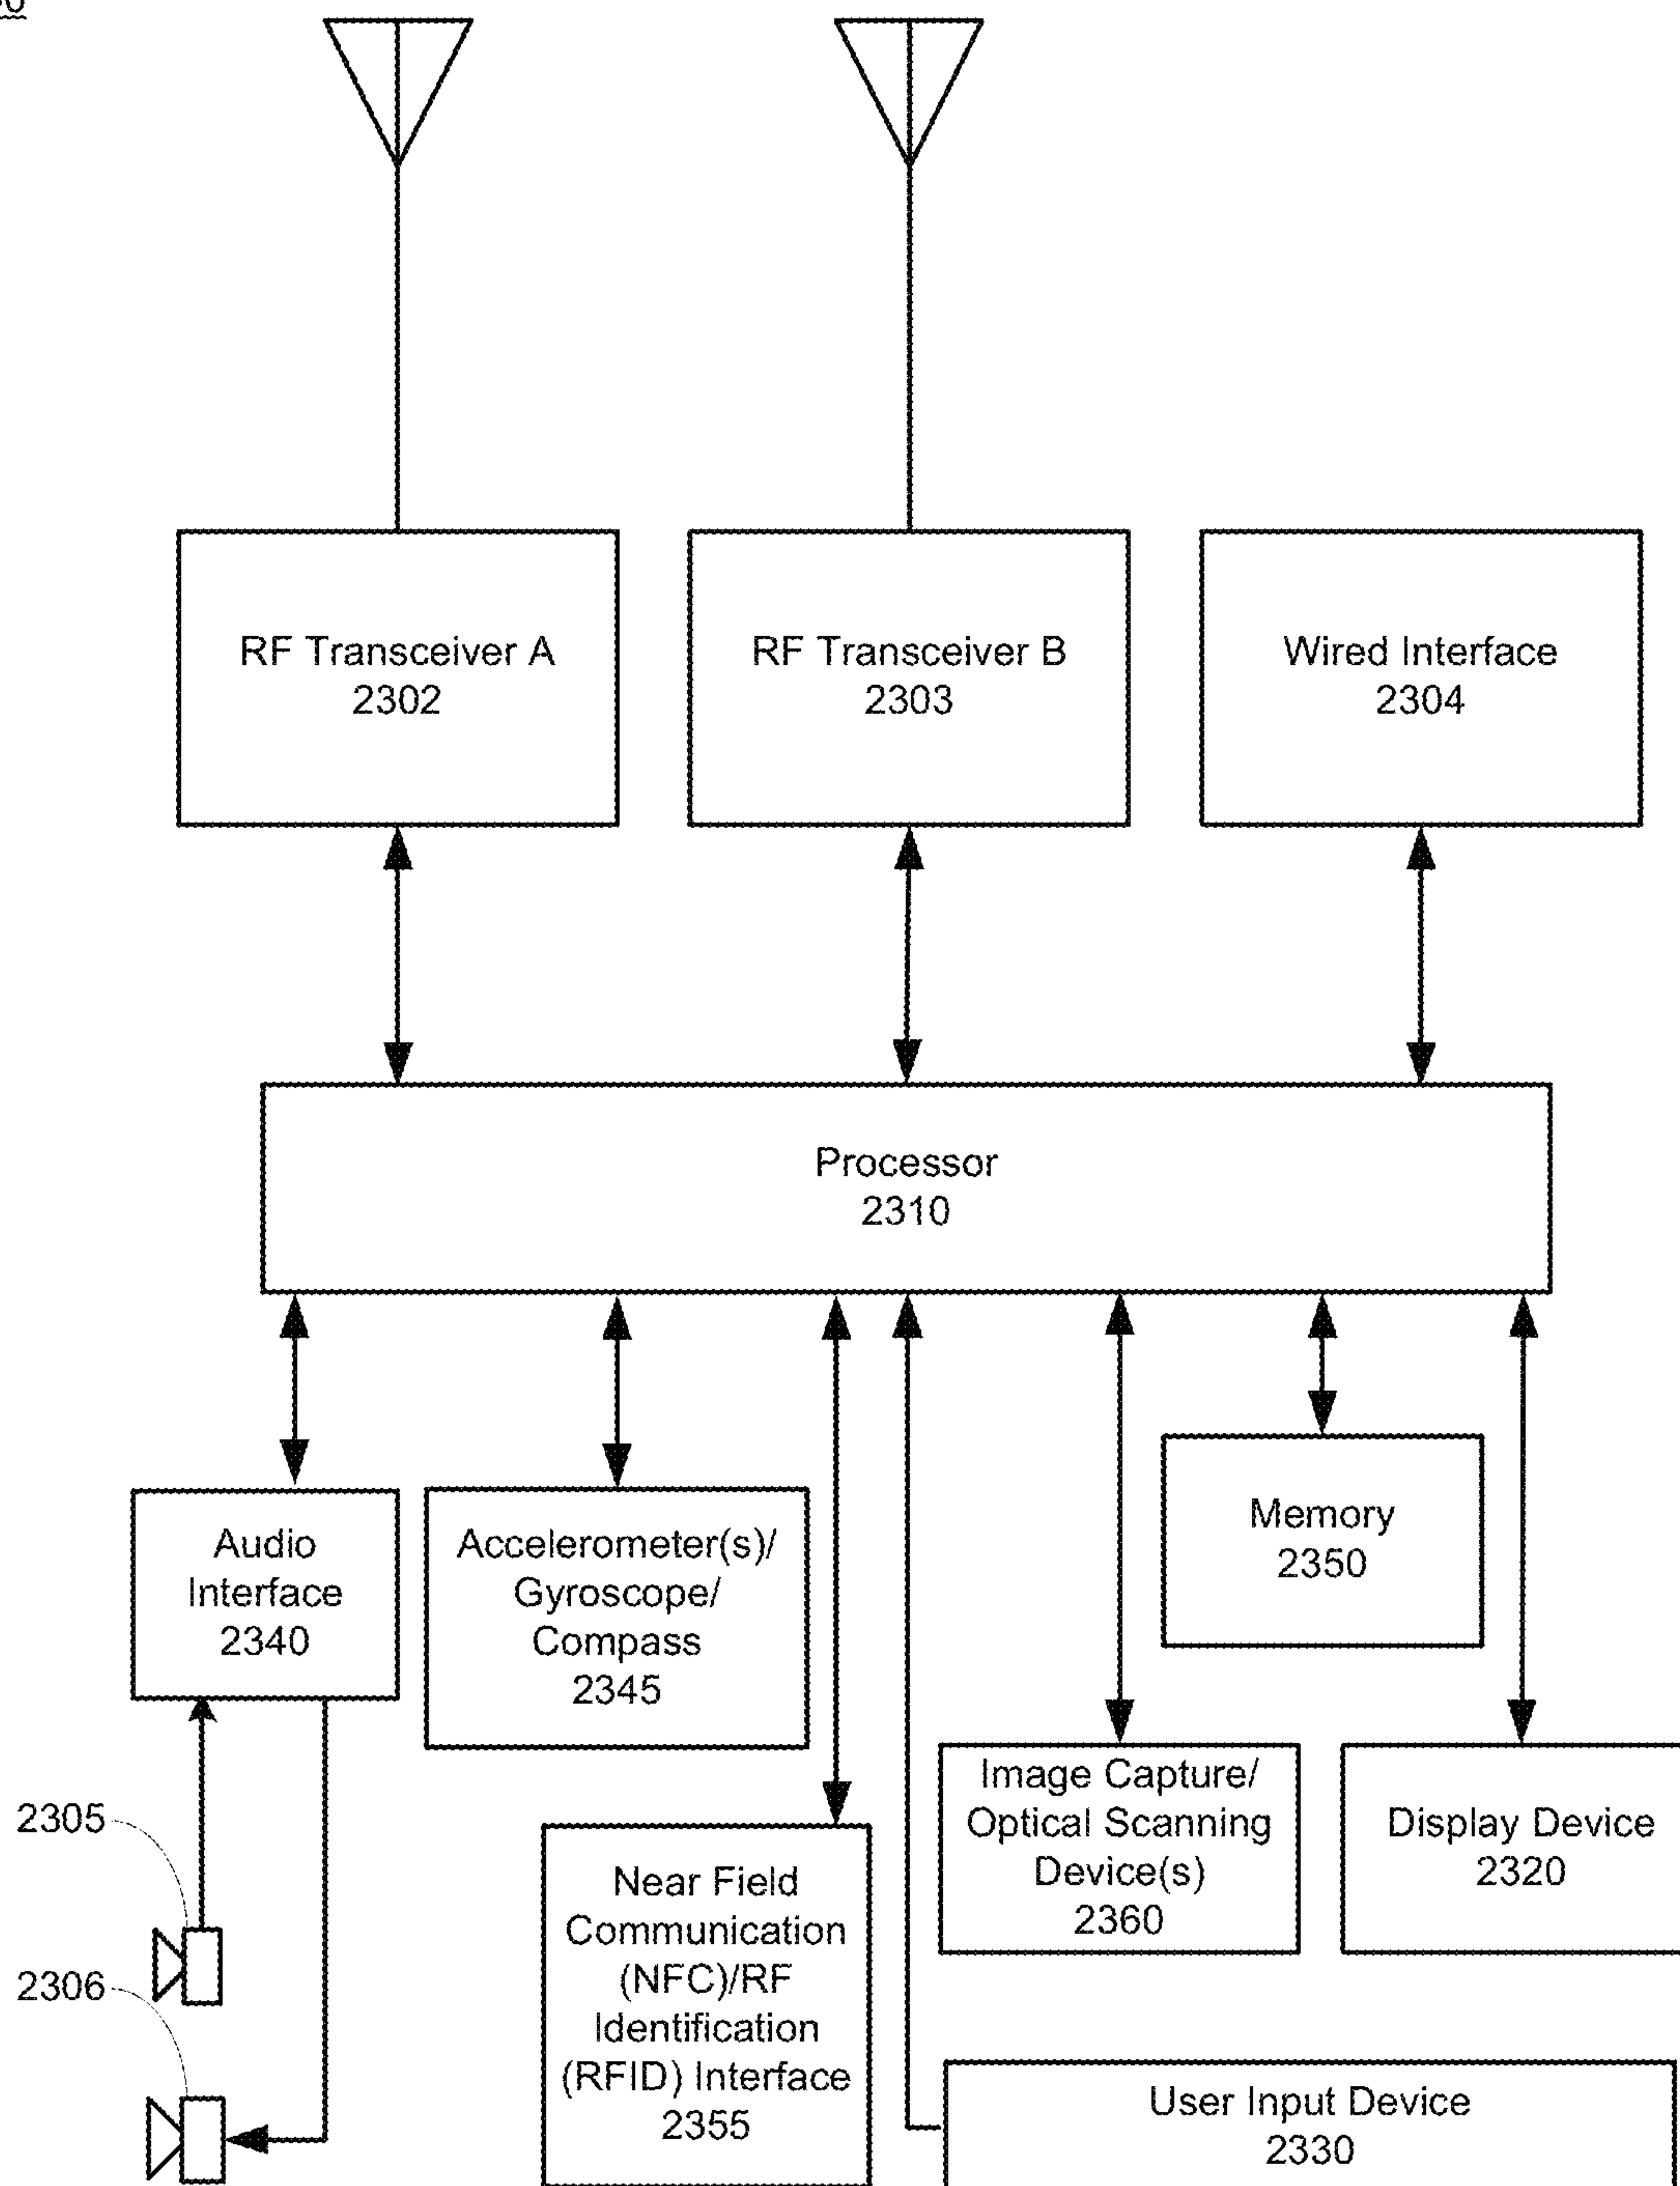 RF Transceiver A
2302
RF Transceiver B
2303
Wired Interface
2304
Processor
2310
Audio
Interface
2340
Accelerometer(s)/
Gyroscope/
Compass
2345
Memory
2350
2305
2306
Near Field
Communication
(NFC)/RF
Identification
(RFID) Interface
2355
Image Capture/
Optical Scanning
Device(s)
2360
Display Device
2320
User Input Device
2330